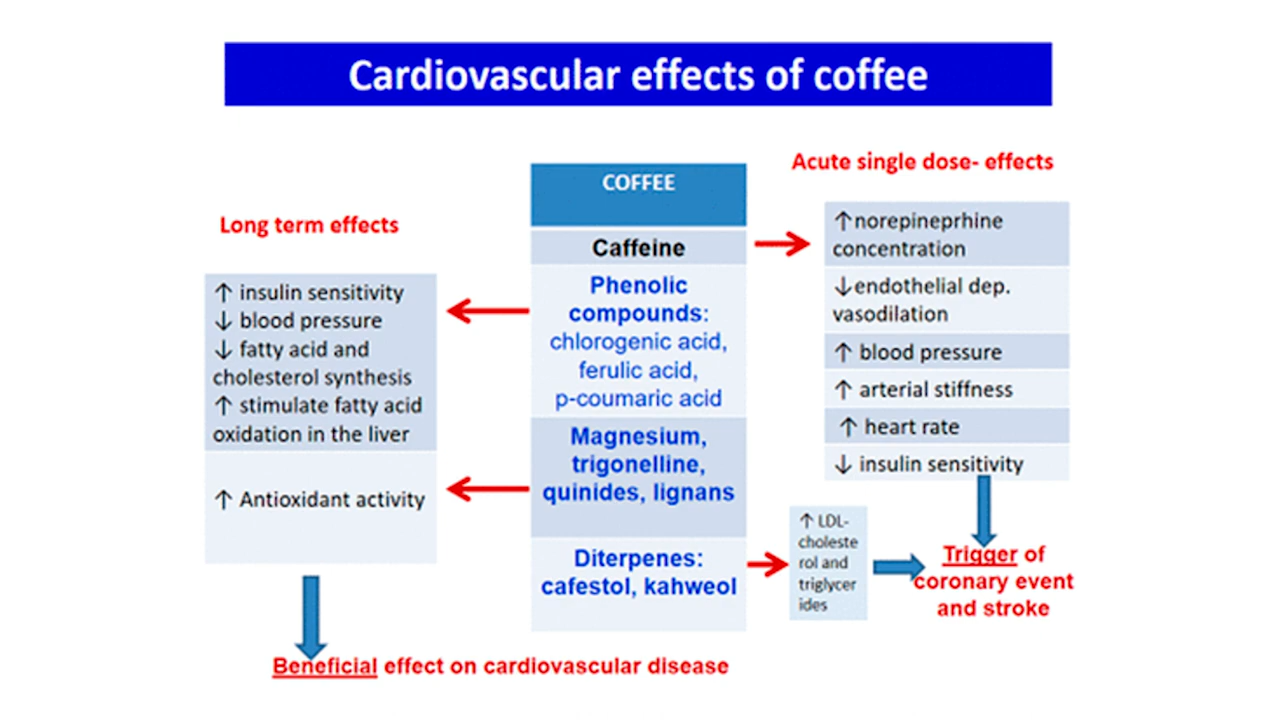 Cardiovascular effects of coffee
Long term effects
↑ insulin sensitivity
↓ blood pressure
↓ fatty acid and
cholesterol synthesis
↑ stimulate fatty acid
oxidation in the liver
↑ Antioxidant activity
COFFEE
Caffeine
Phenolic
compounds:
chlorogenic acid,
ferulic acid,
p-coumaric acid
Magnesium,
trigonelline,
quinides, lignans
Diterpenes:
cafestol, kahweol
Acute single dose- effects
↑norepineprhine
concentration
↓endothelial dep.
vasodilation
↑ blood pressure
↑ arterial stiffness
↑ heart rate
↓ insulin sensitivity
↑ LDL-
choleste
rol and
triglycer
ides
Trigger of
coronary event
and stroke
Beneficial effect on cardiovascular disease